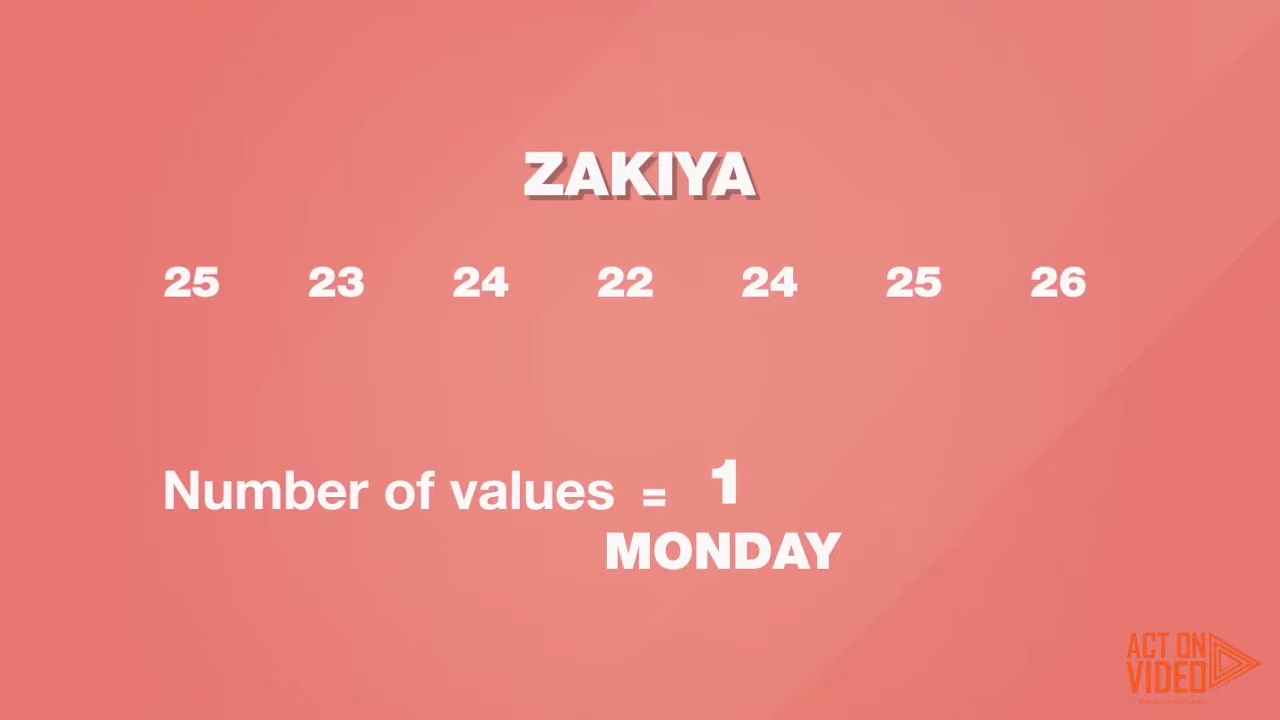 ZAKIYA
25 23 24 22 24 25 26
Number of values = 1
MONDAY
ACT ON
VIDEO